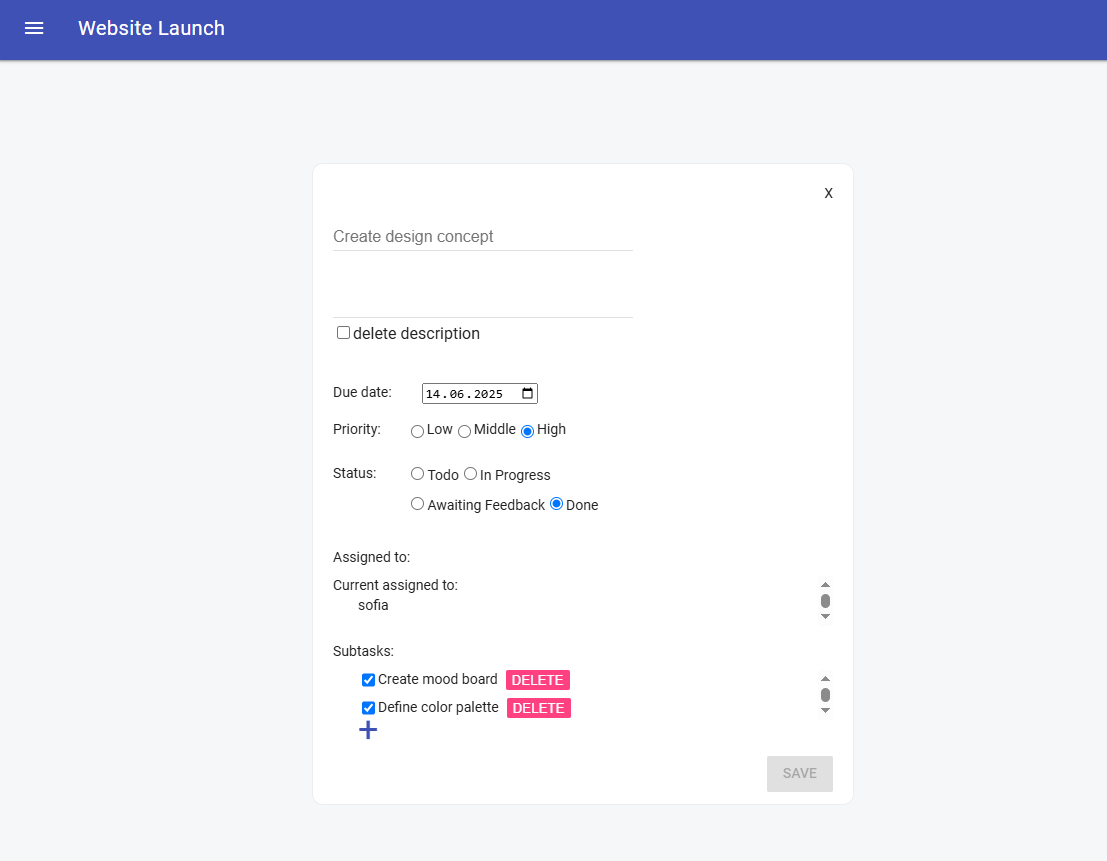 Website Launch
X
Create design concept
delete description
Due date: 14.06.2025
Priority: Low Middle High
Status: Todo In Progress
Awaiting Feedback Done
Assigned to:
Current assigned to:
sofia
Subtasks:
Create mood board DELETE
Define color palette DELETE
SAVE